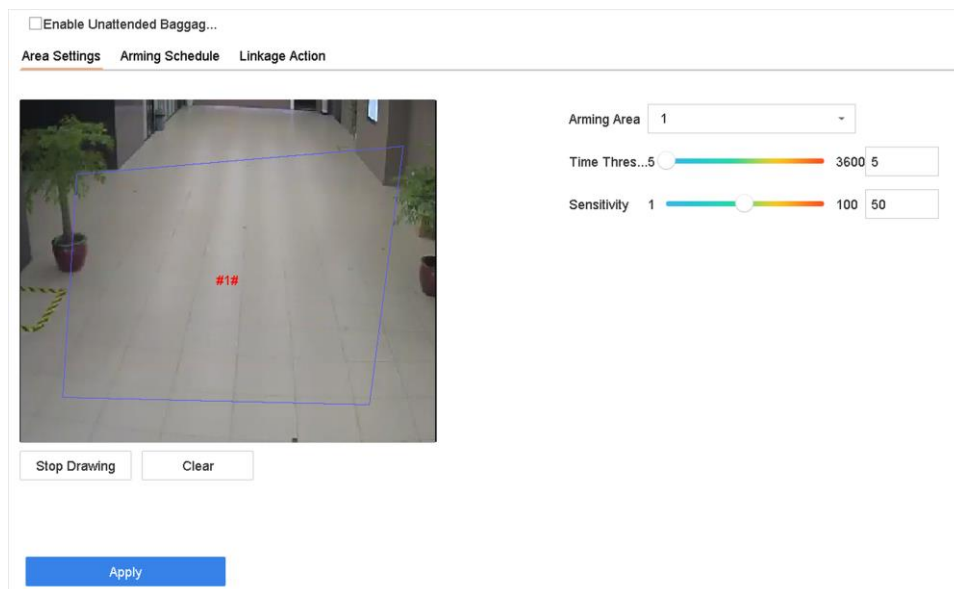 Enable Unattended Baggag...
Area Settings Arming Schedule Linkage Action
Arming Area 1
Time Thres...5 3600 5
Sensitivity 1 100 50
#1#
Stop Drawing Clear
Apply